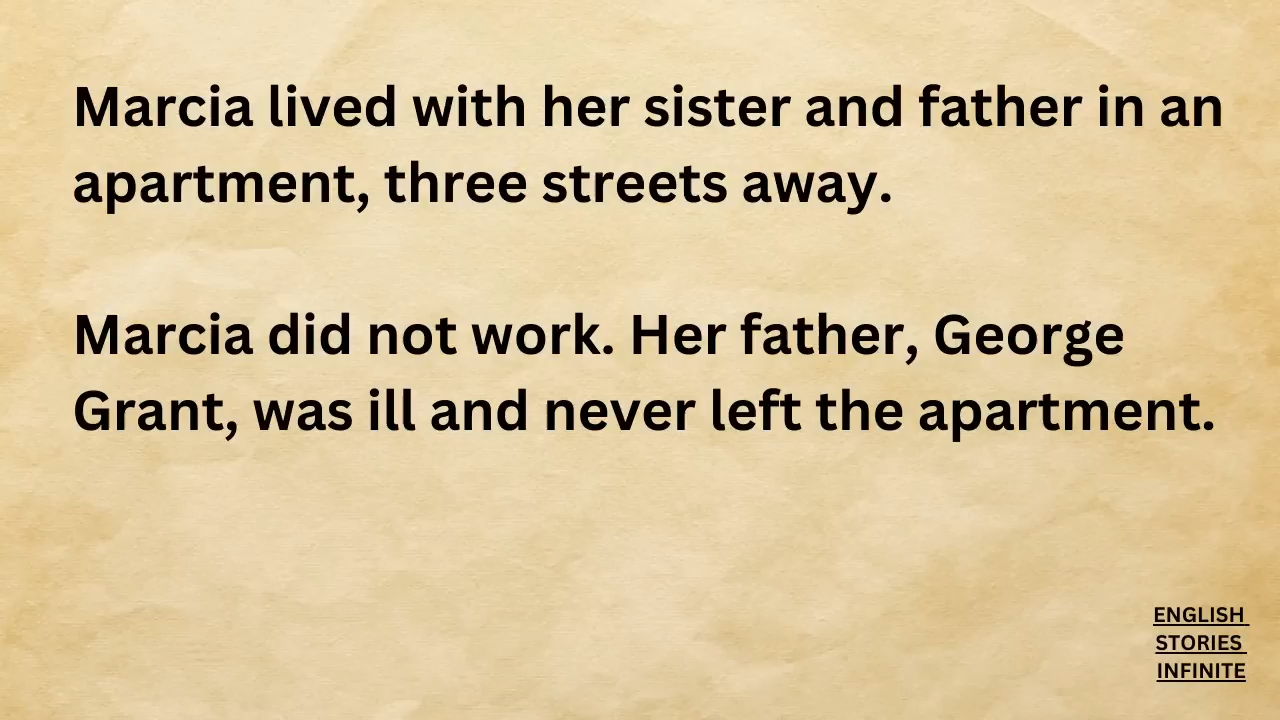 Marcia lived with her sister and father in an
apartment, three streets away.
Marcia did not work. Her father, George
Grant, was ill and never left the apartment.
ENGLISH
STORIES
INFINITE